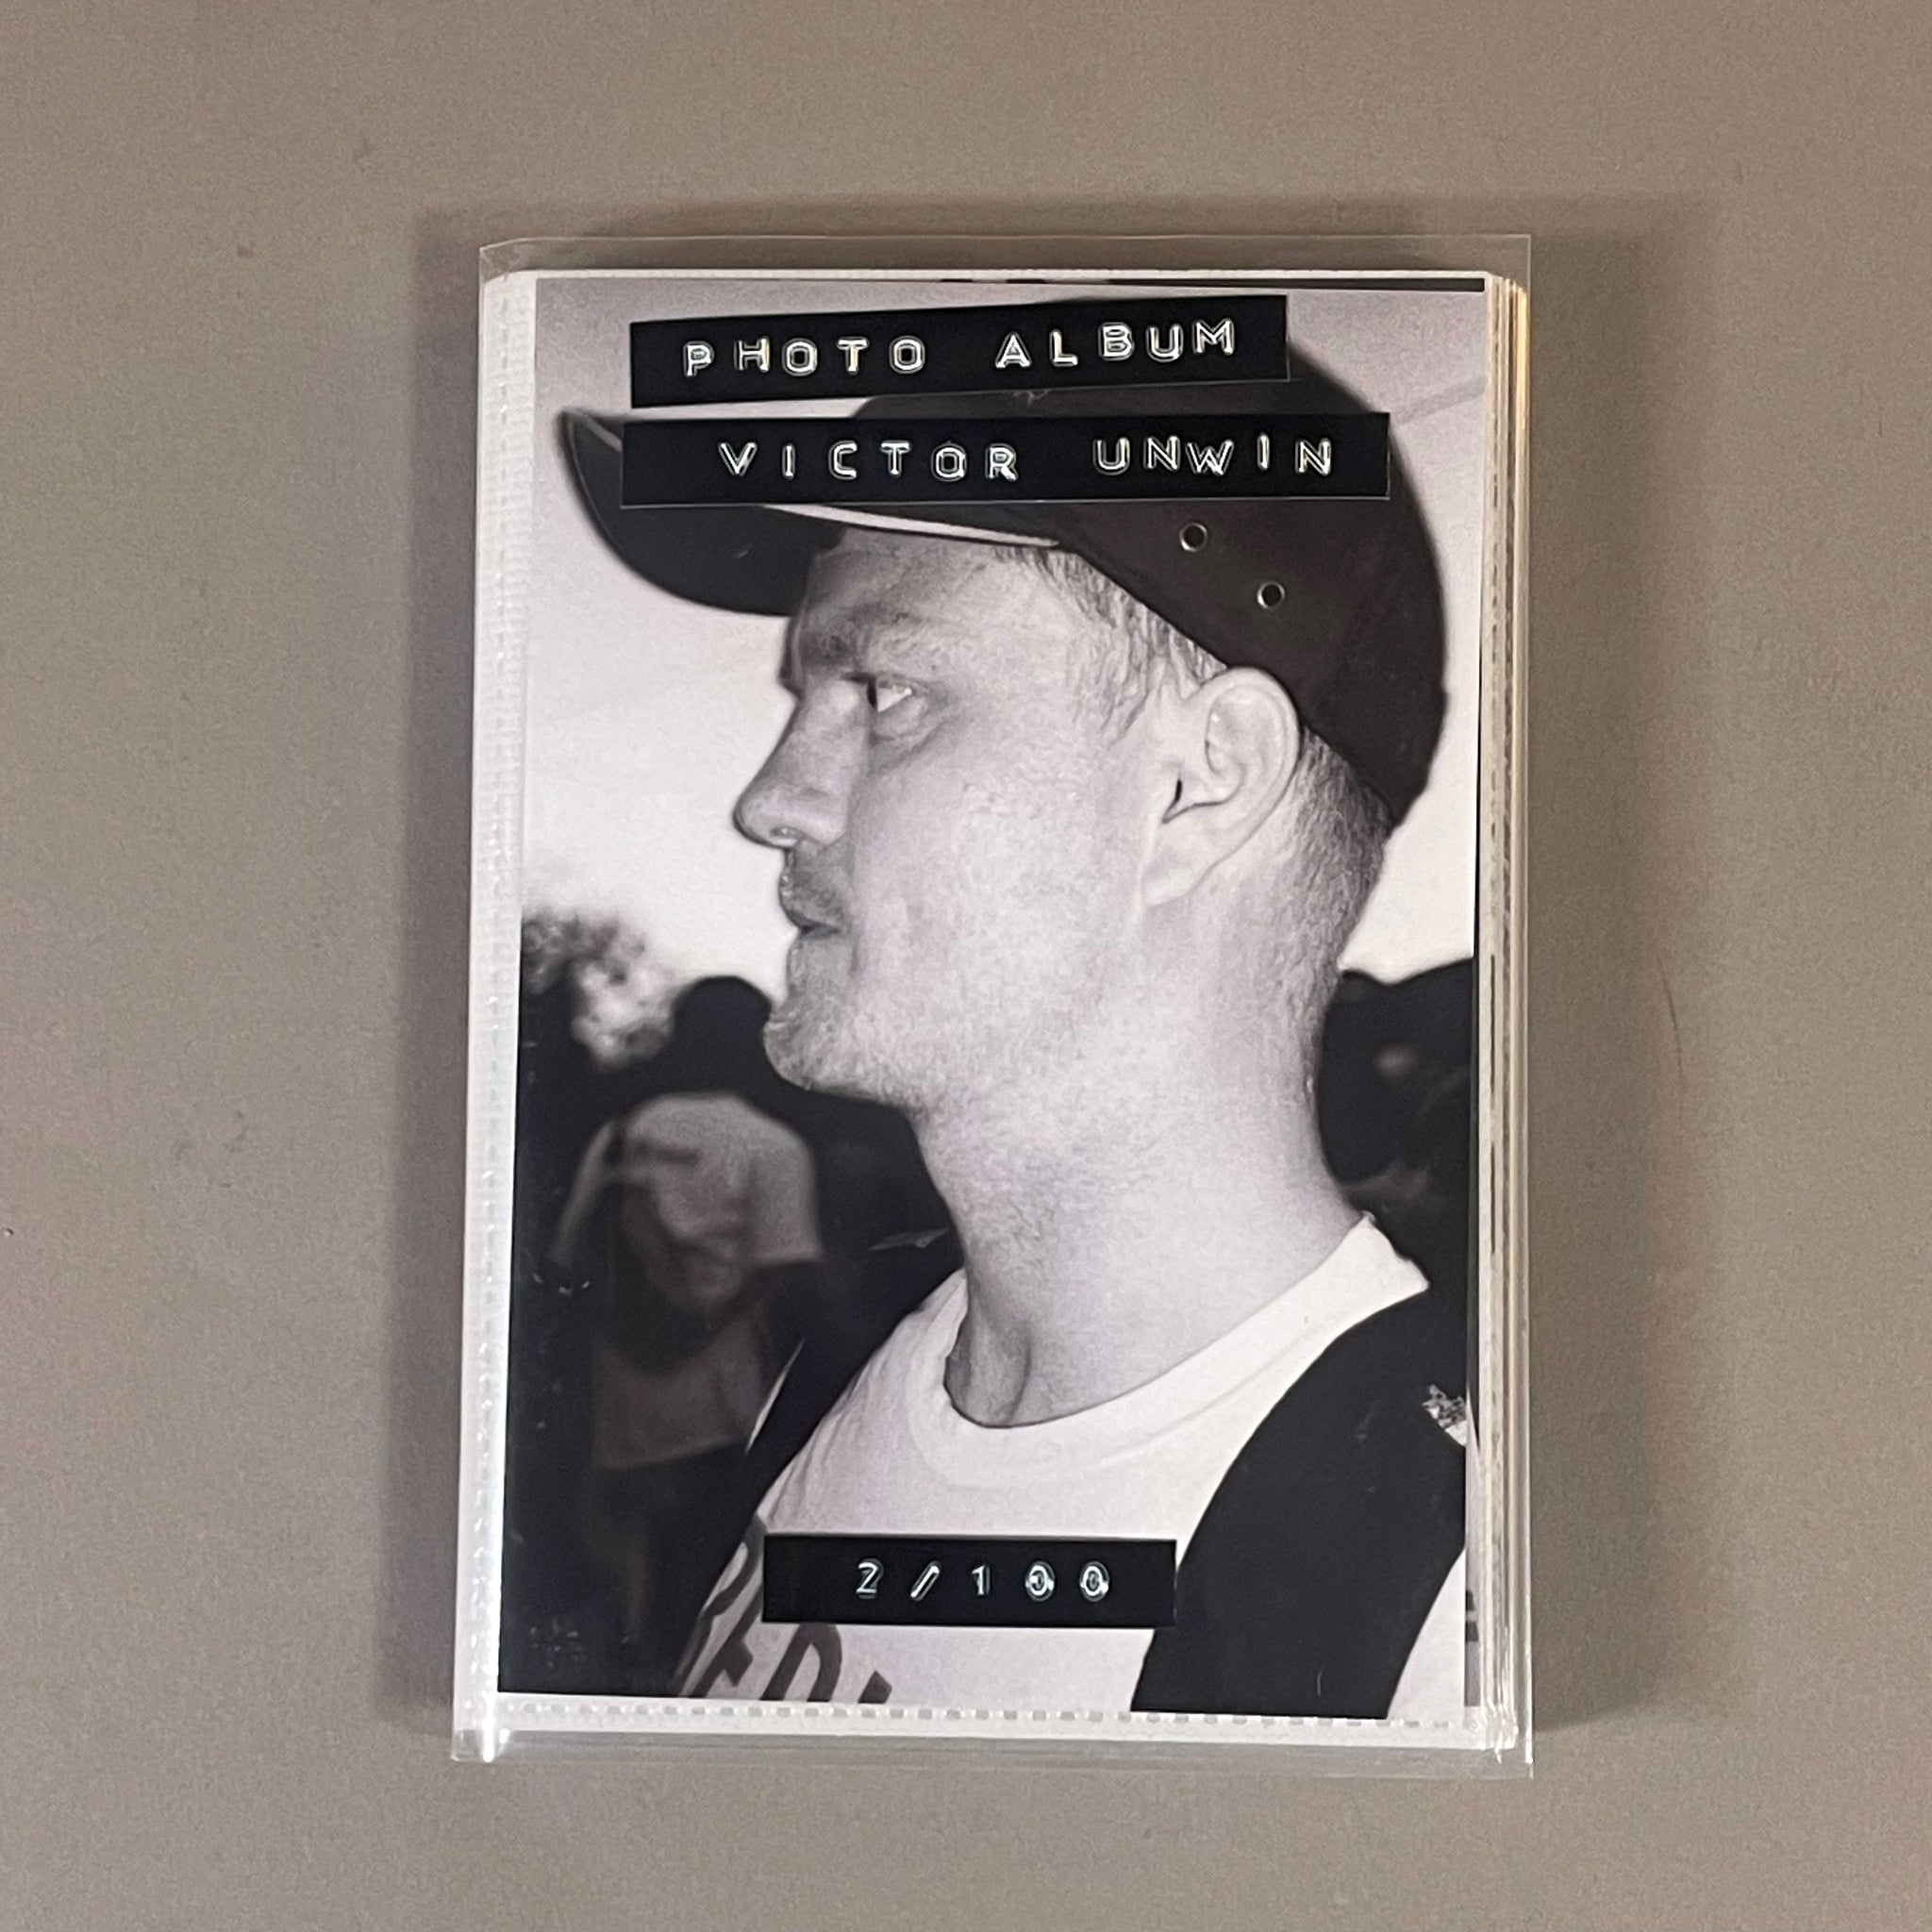 PHOTO ALBUM
VICTOR UNWIN
2/100